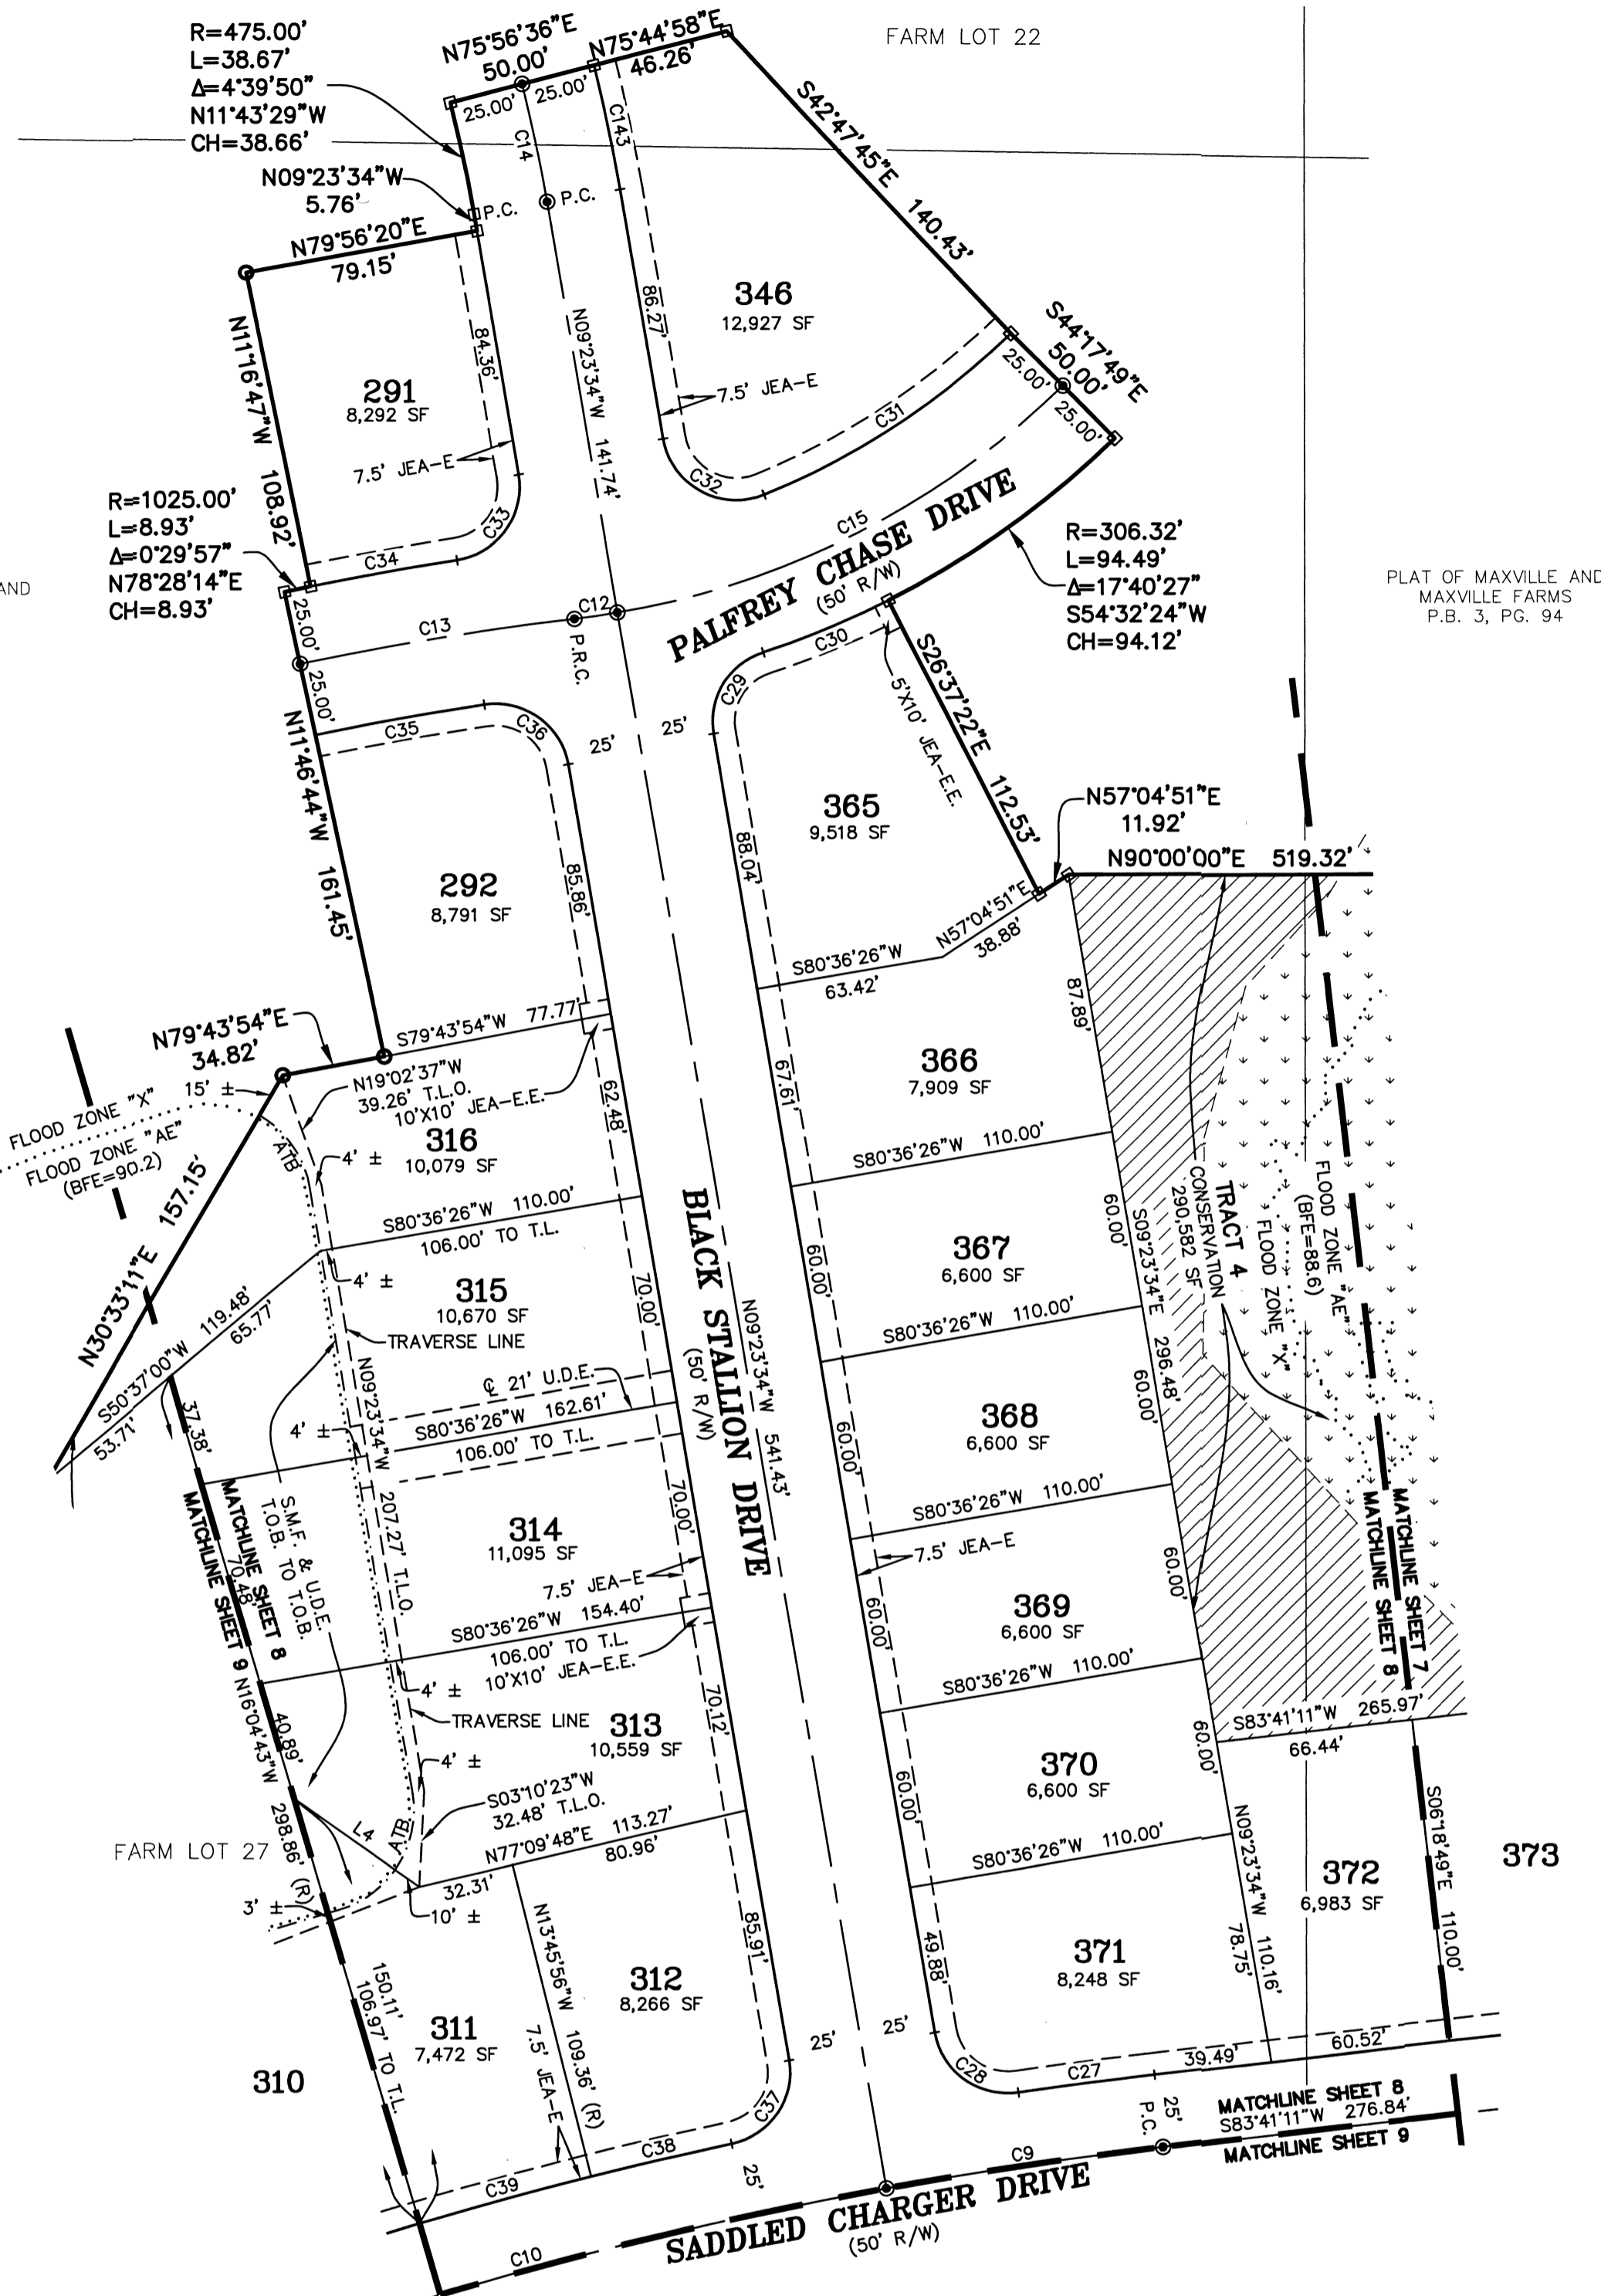 R=475.00'
L=38.67'
Δ=4°39'50"
N11°43'29"W
CH=38.66'
N75°56'36"E
50.00'
25.00'
25.00'
N75°44'58"E
46.26'
FARM LOT 22
C14
C143
S42°47'45"E 140.43'
N09°23'34"W
5.76'
P.C.
P.C.
N79°56'20"E
79.15'
346
12,927 SF
86.27'
N09°23'34"W 141.74'
84.36'
N11°16'47"W 108.92'
291
8,292 SF
7.5' JEA-E
7.5' JEA-E
S44°17'49"E
50.00'
25.00'
25.00'
C31
C32
C33
C34
R=1025.00'
L=8.93'
Δ=0°29'57"
N78°28'14"E
CH=8.93'
AND
C15
PALFREY CHASE DRIVE
(50' R/W)
R=306.32'
L=94.49'
Δ=17°40'27"
S54°32'24"W
CH=94.12'
PLAT OF MAXVILLE AND
MAXVILLE FARMS
P.B. 3, PG. 94
25.00'
25.00'
C13
C12
P.R.C.
C30
C29
5'X10' JEA-E.E.
S26°37'22"E 112.53'
C35
C36
25'
25'
N11°46'44"W 161.45'
292
8,791 SF
85.86'
88.04'
365
9,518 SF
N57°04'51"E
11.92'
N90°00'00"E 519.32'
N57°04'51"E
38.88'
S80°36'26"W
63.42'
S79°43'54"W 77.77'
N79°43'54"E
34.82'
15' ±
FLOOD ZONE "X"
FLOOD ZONE "AE"
(BFE=90.2)
N19°02'37"W
39.26' T.L.O.
10'X10' JEA-E.E.
316
10,079 SF
62.48'
ATB
4' ±
67.61'
366
7,909 SF
87.89'
S80°36'26"W 110.00'
S80°36'26"W 110.00'
106.00' TO T.L.
N30°33'11"E 157.15'
4' ±
315
10,670 SF
70.00'
TRAVERSE LINE
S50°37'00"W 119.48'
65.77'
53.71'
BLACK STALLION DRIVE
(50' R/W)
N09°23'34"W 541.43'
60.00'
367
6,600 SF
60.00'
S09°23'34"E 296.48'
TRACT 4
CONSERVATION
290,582 SF
FLOOD ZONE "X"
FLOOD ZONE "AE"
(BFE=88.6)
S80°36'26"W 110.00'
℄ 21' U.D.E.
S80°36'26"W 162.61'
106.00' TO T.L.
4' ±
37.38'
N09°23'34"W 207.27' T.L.O.
60.00'
368
6,600 SF
60.00'
S80°36'26"W 110.00'
MATCHLINE SHEET 8
MATCHLINE SHEET 9
70.48'
S.M.F. & U.D.E.
T.O.B. TO T.O.B.
314
11,095 SF
70.00'
7.5' JEA-E
7.5' JEA-E
MATCHLINE SHEET 7
MATCHLINE SHEET 8
S80°36'26"W 154.40'
106.00' TO T.L.
10'X10' JEA-E.E.
60.00'
369
6,600 SF
60.00'
S80°36'26"W 110.00'
4' ±
TRAVERSE LINE
313
10,559 SF
70.12'
40.89'
N16°04'43"W 298.86' (R)
4' ±
S03°10'23"W
32.48' T.L.O.
60.00'
370
6,600 SF
60.00'
S83°41'11"W 265.97'
66.44'
S80°36'26"W 110.00'
FARM LOT 27
L4
ATB
N77°09'48"E 113.27'
80.96'
32.31'
3' ±
10' ±
N13°45'56"W 109.36' (R)
85.91'
312
8,266 SF
49.88'
371
8,248 SF
N09°23'34"W 110.16'
78.75'
372
6,983 SF
S06°18'49"E 110.00'
373
150.11'
106.97' TO T.L.
311
7,472 SF
7.5' JEA-E
310
25'
25'
C28
C27
39.49'
60.52'
C37
C38
C39
25'
P.C.
25'
MATCHLINE SHEET 8
S83°41'11"W 276.84'
MATCHLINE SHEET 9
C9
C10
SADDLED CHARGER DRIVE
(50' R/W)